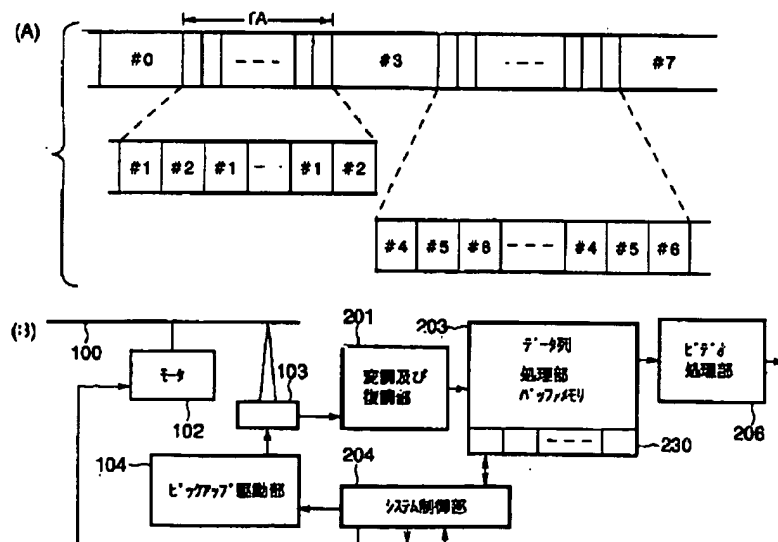 (A)
rA
#0
#3
#7
#1 #2 #1 #1 #2
#4 #5 #6 #4 #5 #6
(B)
100
モータ
102
103
201
変調及び
復調部
203
データ列
処理部
バッファメモリ
230
ビデオ
処理部
206
104
ピックアップ駆動部
204
システム制御部